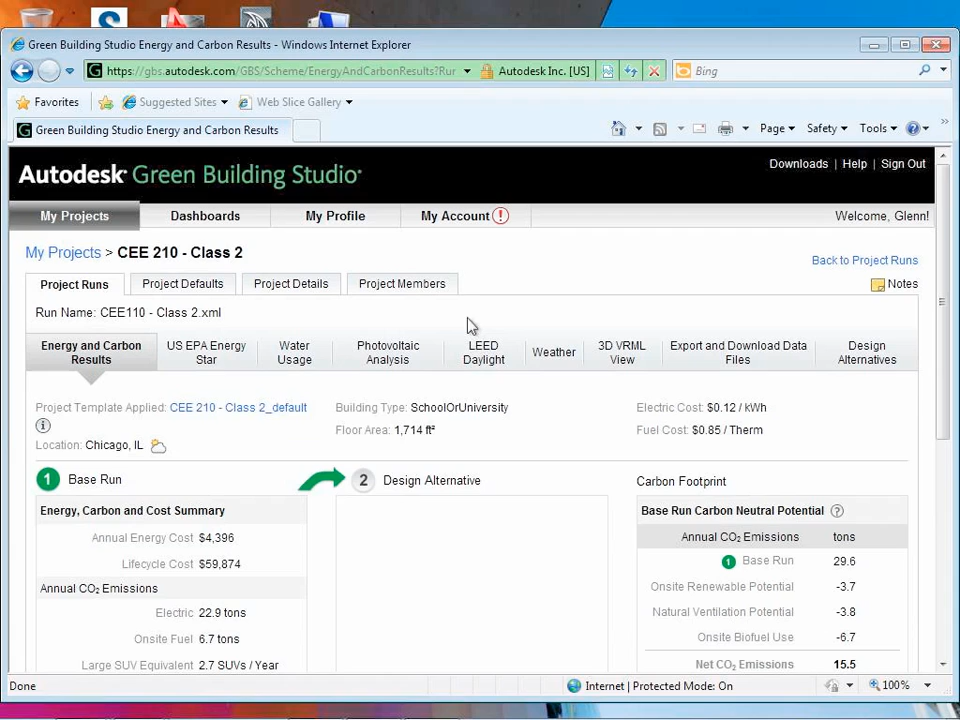 Green Building Studio Energy and Carbon Results - Windows Internet Explorer
https://gbs.autodesk.com/GBS/Scheme/EnergyAndCarbonResults?Rur
Autodesk Inc. [US]
Bing
Favorites
Suggested Sites
Web Slice Gallery
Green Building Studio Energy and Carbon Results
Page
Safety
Tools
Autodesk Green Building Studio
Downloads | Help | Sign Out
My Projects
Dashboards
My Profile
My Account
Welcome, Glenn!
My Projects > CEE 210 - Class 2
Back to Project Runs
Project Runs
Project Defaults
Project Details
Project Members
Notes
Run Name: CEE110 - Class 2.xml
Energy and Carbon
Results
US EPA Energy
Star
Water
Usage
Photovoltaic
Analysis
LEED
Daylight
Weather
3D VRML
View
Export and Download Data
Files
Design
Alternatives
Project Template Applied: CEE 210 - Class 2_default
Location: Chicago, IL
Building Type: SchoolOrUniversity
Floor Area: 1,714 ft²
Electric Cost: $0.12 / kWh
Fuel Cost: $0.85 / Therm
1 Base Run
2 Design Alternative
Carbon Footprint
Energy, Carbon and Cost Summary
Annual Energy Cost $4,396
Lifecycle Cost $59,874
Annual CO₂ Emissions
Electric 22.9 tons
Onsite Fuel 6.7 tons
Large SUV Equivalent 2.7 SUVs / Year
Base Run Carbon Neutral Potential ?
Annual CO₂ Emissions tons
1 Base Run 29.6
Onsite Renewable Potential -3.7
Natural Ventilation Potential -3.8
Onsite Biofuel Use -6.7
Net CO₂ Emissions 15.5
Done
Internet | Protected Mode: On
100%